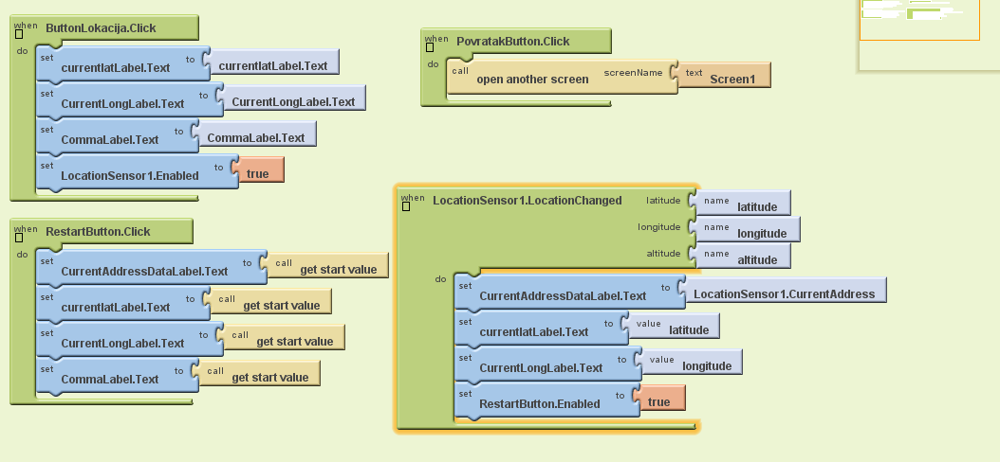 when ButtonLokacija.Click
do
set currentlatLabel.Text to currentlatLabel.Text
set CurrentLongLabel.Text to CurrentLongLabel.Text
set CommaLabel.Text to CommaLabel.Text
set LocationSensor1.Enabled to true
when PovratakButton.Click
do
call open another screen screenName text Screen1
when RestartButton.Click
do
set CurrentAddressDataLabel.Text to call get start value
set currentlatLabel.Text to call get start value
set CurrentLongLabel.Text to call get start value
set CommaLabel.Text to call get start value
when LocationSensor1.LocationChanged latitude name latitude
longitude name longitude
altitude name altitude
do
set CurrentAddressDataLabel.Text to LocationSensor1.CurrentAddress
set currentlatLabel.Text to value latitude
set CurrentLongLabel.Text to value longitude
set RestartButton.Enabled to true